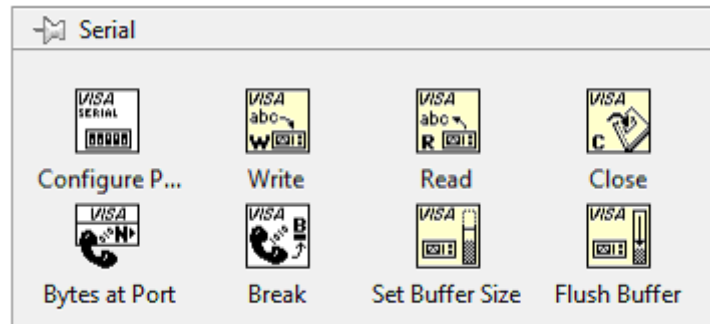 Serial
VISA
SERIAL
VISA
abc
W
VISA
abc
R
VISA
C
Configure P...
Write
Read
Close
VISA
N
VISA
B
VISA
VISA
Bytes at Port
Break
Set Buffer Size
Flush Buffer